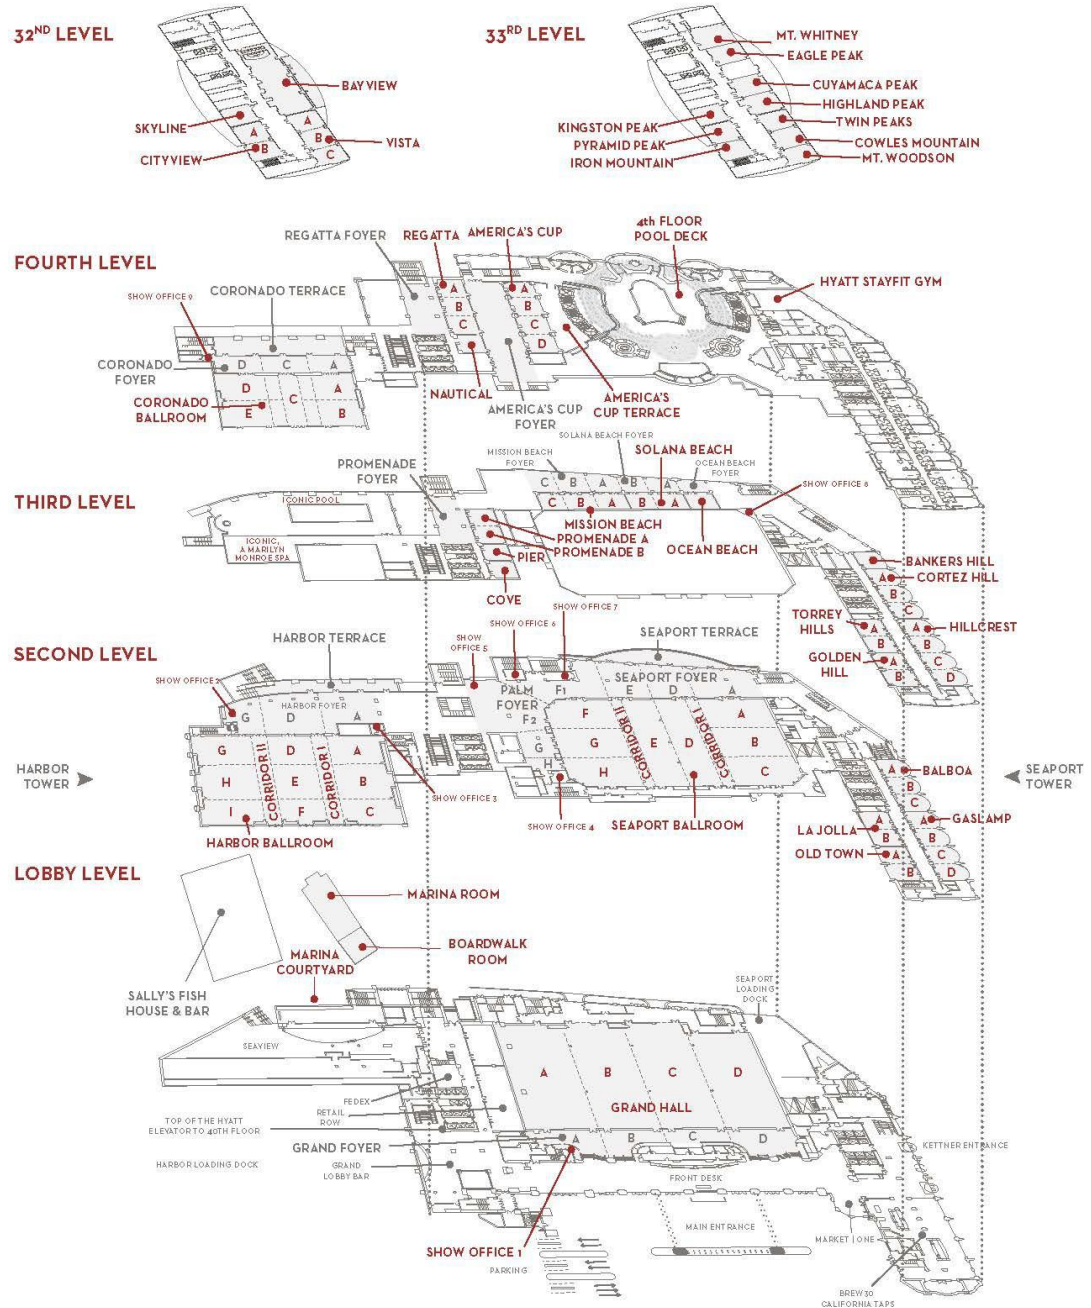 32ND LEVEL
BAYVIEW
SKYLINE
A
CITYVIEW
B
A
B
VISTA
C
33RD LEVEL
MT. WHITNEY
EAGLE PEAK
CUYAMACA PEAK
HIGHLAND PEAK
TWIN PEAKS
KINGSTON PEAK
PYRAMID PEAK
IRON MOUNTAIN
COWLES MOUNTAIN
MT. WOODSON
FOURTH LEVEL
REGATTA FOYER
REGATTA
AMERICA'S CUP
4th FLOOR
POOL DECK
HYATT STAYFIT GYM
SHOW OFFICE 9
CORONADO TERRACE
A
B
C
A
B
C
D
CORONADO
FOYER
D
C
A
D
C
A
E
B
CORONADO
BALLROOM
NAUTICAL
AMERICA'S CUP
FOYER
AMERICA'S
CUP TERRACE
THIRD LEVEL
SOLANA BEACH FOYER
MISSION BEACH
FOYER
SOLANA BEACH
OCEAN BEACH
FOYER
PROMENADE
FOYER
SHOW OFFICE 8
ICONIC POOL
ICONIC,
A MARILYN
MONROE SPA
C
B
A
B
A
C
B
A
B
A
MISSION BEACH
PROMENADE A
PROMENADE B
OCEAN BEACH
PIER
COVE
BANKERS HILL
A
CORTEZ HILL
B
C
TORREY
HILLS
A
B
A
HILLCREST
B
GOLDEN
HILL
A
B
C
D
SECOND LEVEL
HARBOR TERRACE
SHOW
OFFICE 5
SHOW OFFICE 6
SHOW OFFICE 7
SEAPORT TERRACE
SHOW OFFICE 2
HARBOR FOYER
G
D
A
PALM
FOYER
F1
F2
SEAPORT FOYER
E
D
A
G
H
G
D
A
H
E
B
I
F
C
CORRIDOR II
CORRIDOR I
F
G
H
E
D
A
B
C
CORRIDOR II
CORRIDOR I
HARBOR
TOWER
SHOW OFFICE 3
SHOW OFFICE 4
HARBOR BALLROOM
SEAPORT BALLROOM
SEAPORT
TOWER
A
BALBOA
B
C
LA JOLLA
A
B
A
GASLAMP
B
OLD TOWN
A
B
C
D
LOBBY LEVEL
MARINA ROOM
BOARDWALK
ROOM
MARINA
COURTYARD
SALLY'S FISH
HOUSE & BAR
SEAPORT
LOADING
DOCK
SEAVIEW
A
B
C
D
GRAND HALL
FEDEX
RETAIL
ROW
TOP OF THE HYATT
ELEVATOR TO 40TH FLOOR
GRAND FOYER
A
B
C
D
HARBOR LOADING DOCK
GRAND
LOBBY BAR
FRONT DESK
KETTNER ENTRANCE
MAIN ENTRANCE
MARKET | ONE
SHOW OFFICE 1
PARKING
BREW30
CALIFORNIA TAPS